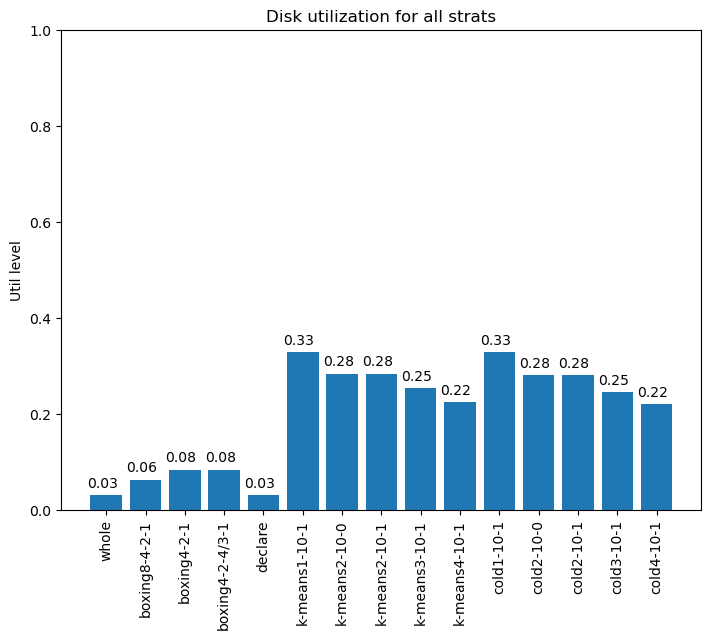 Disk utilization for all strats
Util level
1.0
0.8
0.6
0.4
0.2
0.0
0.03
0.06
0.08
0.08
0.03
0.33
0.28
0.28
0.25
0.22
0.33
0.28
0.28
0.25
0.22
whole
boxing8-4-2-1
boxing4-2-1
boxing4-2-4/3-1
declare
k-means1-10-1
k-means2-10-0
k-means2-10-1
k-means3-10-1
k-means4-10-1
cold1-10-1
cold2-10-0
cold2-10-1
cold3-10-1
cold4-10-1